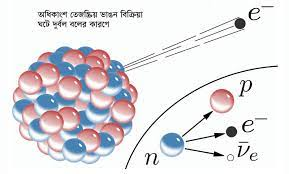 অধিকাংশ তেজস্ক্রিয় ভাঙন বিক্রিয়া
ঘটে দুর্বল বলের কারণে
e⁻
p
e⁻
n
ν̄ₑ